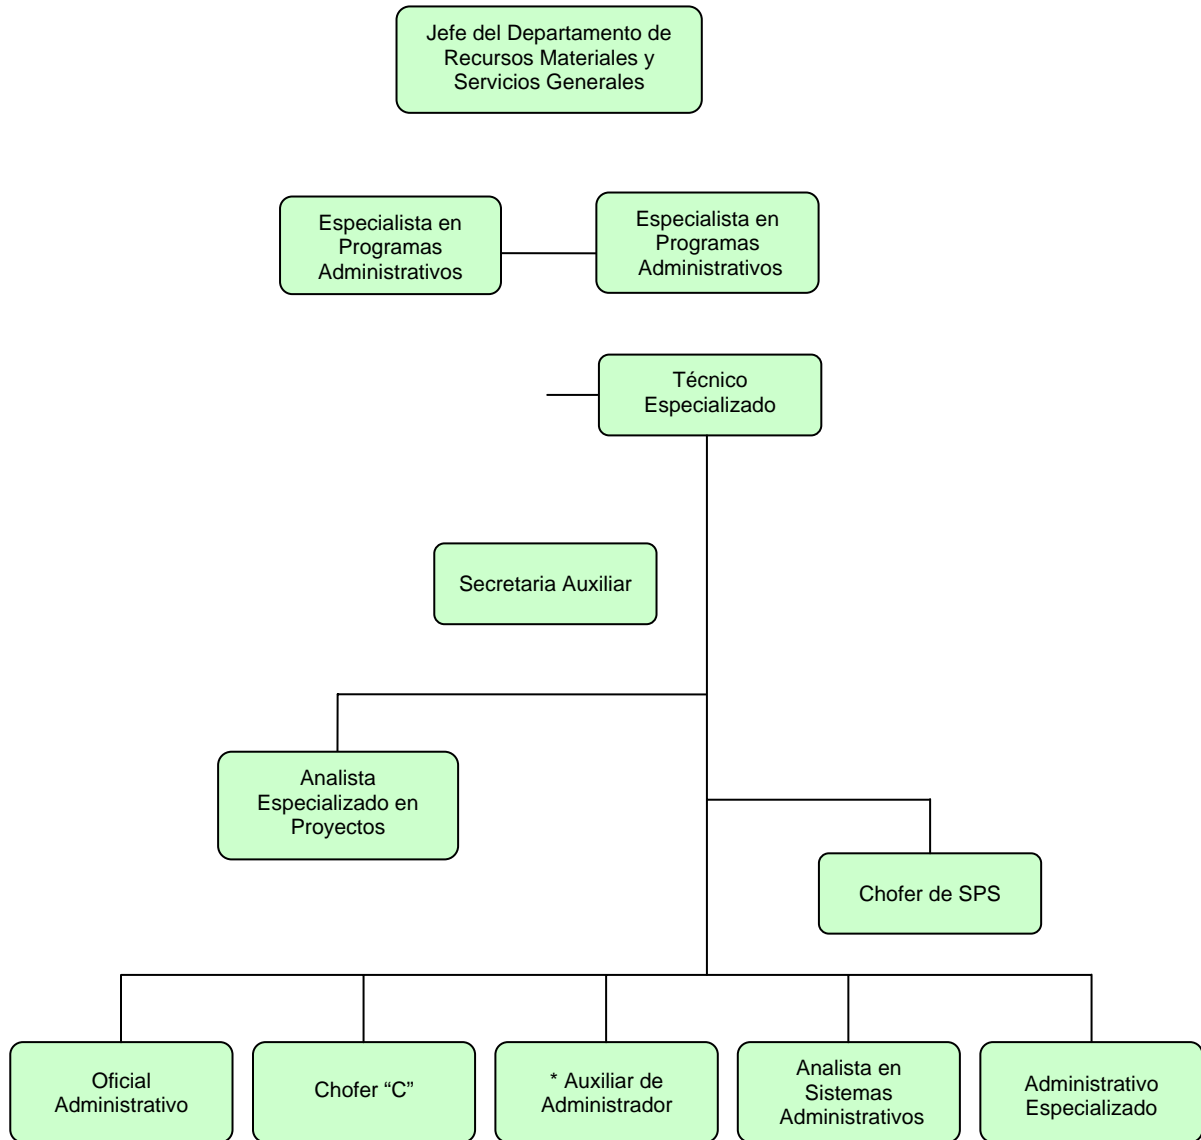 Jefe del Departamento de
Recursos Materiales y
Servicios Generales
Especialista en
Programas
Administrativos
Especialista en
Programas
Administrativos
Técnico
Especializado
Secretaria Auxiliar
Analista
Especializado en
Proyectos
Chofer de SPS
Oficial
Administrativo
Chofer “C”
* Auxiliar de
Administrador
Analista en
Sistemas
Administrativos
Administrativo
Especializado